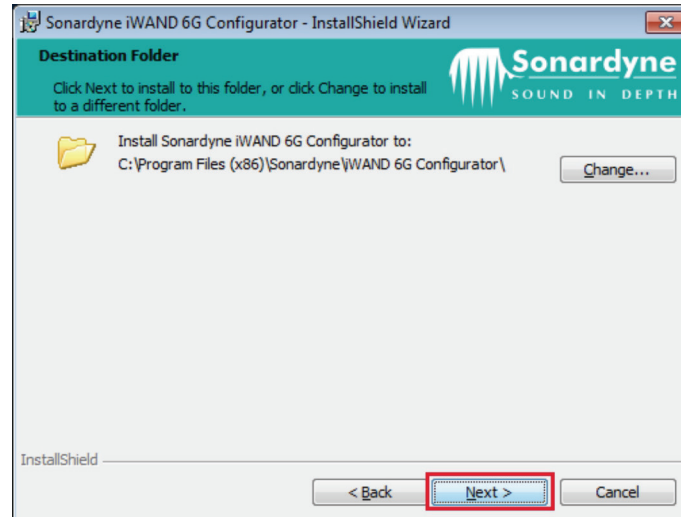 Sonardyne iWAND 6G Configurator - InstallShield Wizard
Destination Folder
Click Next to install to this folder, or click Change to install
to a different folder.
Sonardyne
SOUND IN DEPTH
Install Sonardyne iWAND 6G Configurator to:
C:\Program Files (x86)\Sonardyne\iWAND 6G Configurator\
Change...
InstallShield
< Back
Next >
Cancel